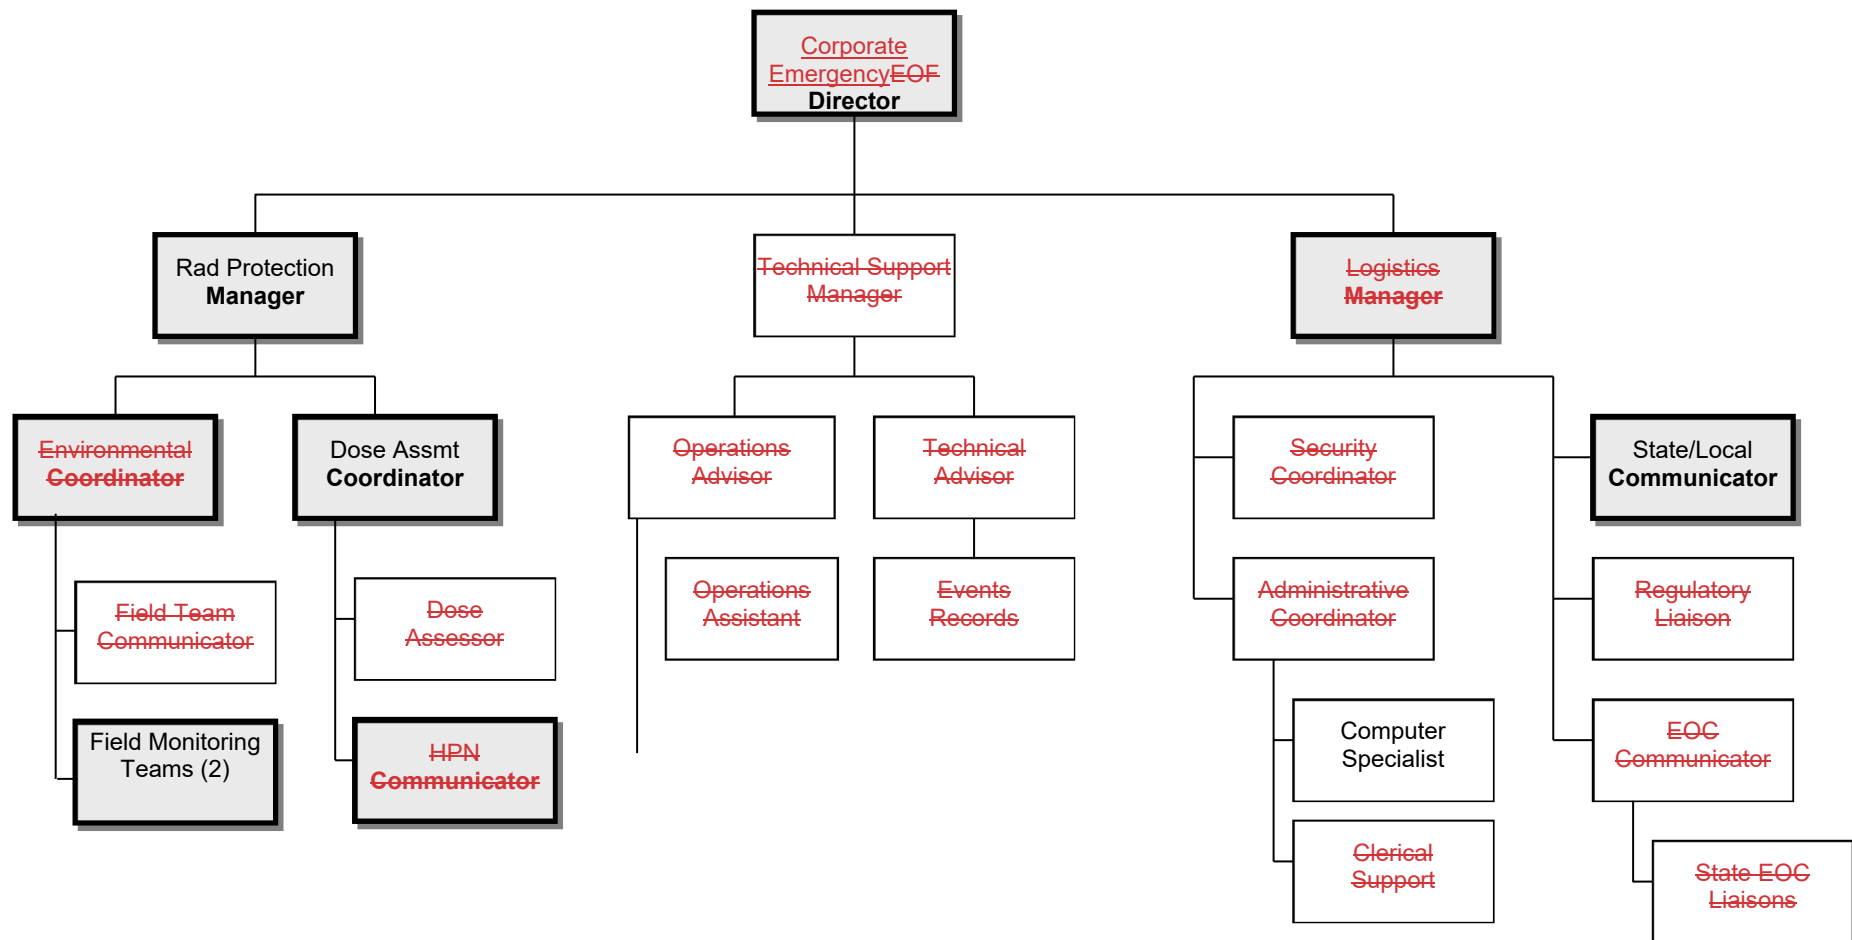 Corporate
EmergencyEOF
Director
Rad Protection
Manager
Technical Support
Manager
Logistics
Manager
Environmental
Coordinator
Dose Assmt
Coordinator
Operations
Advisor
Technical
Advisor
Security
Coordinator
State/Local
Communicator
Field Team
Communicator
Dose
Assessor
Operations
Assistant
Events
Records
Administrative
Coordinator
Regulatory
Liaison
Field Monitoring
Teams (2)
HPN
Communicator
Computer
Specialist
EOC
Communicator
Clerical
Support
State EOC
Liaisons